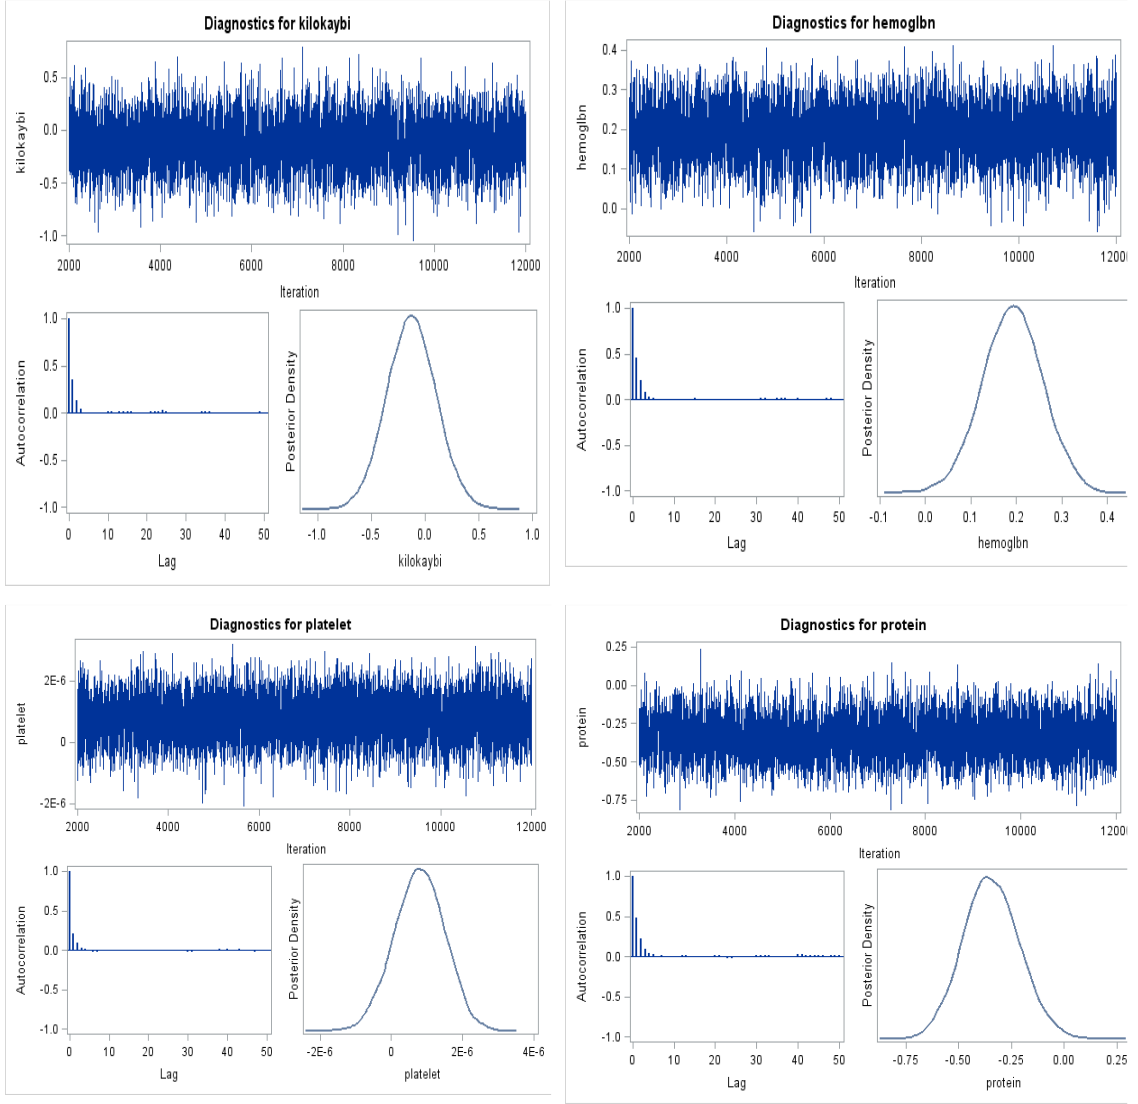 Diagnostics for kilokaybi
kilokaybi
0.5
0.0
-0.5
-1.0
2000 4000 6000 8000 10000 12000
Iteration
Autocorrelation
1.0
0.5
0.0
-0.5
-1.0
0 10 20 30 40 50
Lag
Posterior Density
-1.0 -0.5 0.0 0.5 1.0
kilokaybi
Diagnostics for hemoglbn
hemoglbn
0.4
0.3
0.2
0.1
0.0
2000 4000 6000 8000 10000 12000
Iteration
Autocorrelation
1.0
0.5
0.0
-0.5
-1.0
0 10 20 30 40 50
Lag
Posterior Density
-0.1 0.0 0.1 0.2 0.3 0.4
hemoglbn
Diagnostics for platelet
platelet
2E-6
0
-2E-6
2000 4000 6000 8000 10000 12000
Iteration
Autocorrelation
1.0
0.5
0.0
-0.5
-1.0
0 10 20 30 40 50
Lag
Posterior Density
-2E-6 0 2E-6 4E-6
platelet
Diagnostics for protein
protein
0.25
0.00
-0.25
-0.50
-0.75
2000 4000 6000 8000 10000 12000
Iteration
Autocorrelation
1.0
0.5
0.0
-0.5
-1.0
0 10 20 30 40 50
Lag
Posterior Density
-0.75 -0.50 -0.25 0.00 0.25
protein